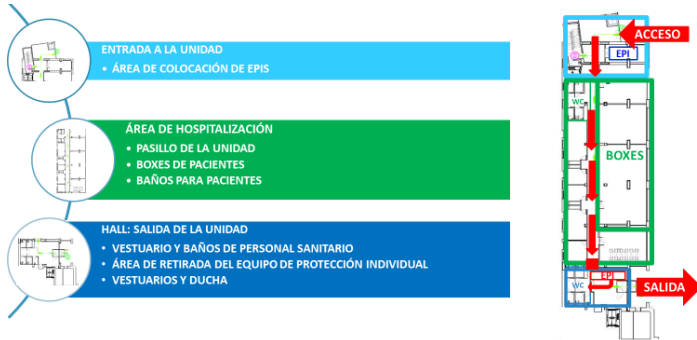 ENTRADA A LA UNIDAD
• ÁREA DE COLOCACIÓN DE EPIS
ÁREA DE HOSPITALIZACIÓN
• PASILLO DE LA UNIDAD
• BOXES DE PACIENTES
• BAÑOS PARA PACIENTES
HALL: SALIDA DE LA UNIDAD
• VESTUARIO Y BAÑOS DE PERSONAL SANITARIO
• ÁREA DE RETIRADA DEL EQUIPO DE PROTECCIÓN INDIVIDUAL
• VESTUARIOS Y DUCHA
ACCESO
EPI
WC
BOXES
EPI
WC
SALIDA